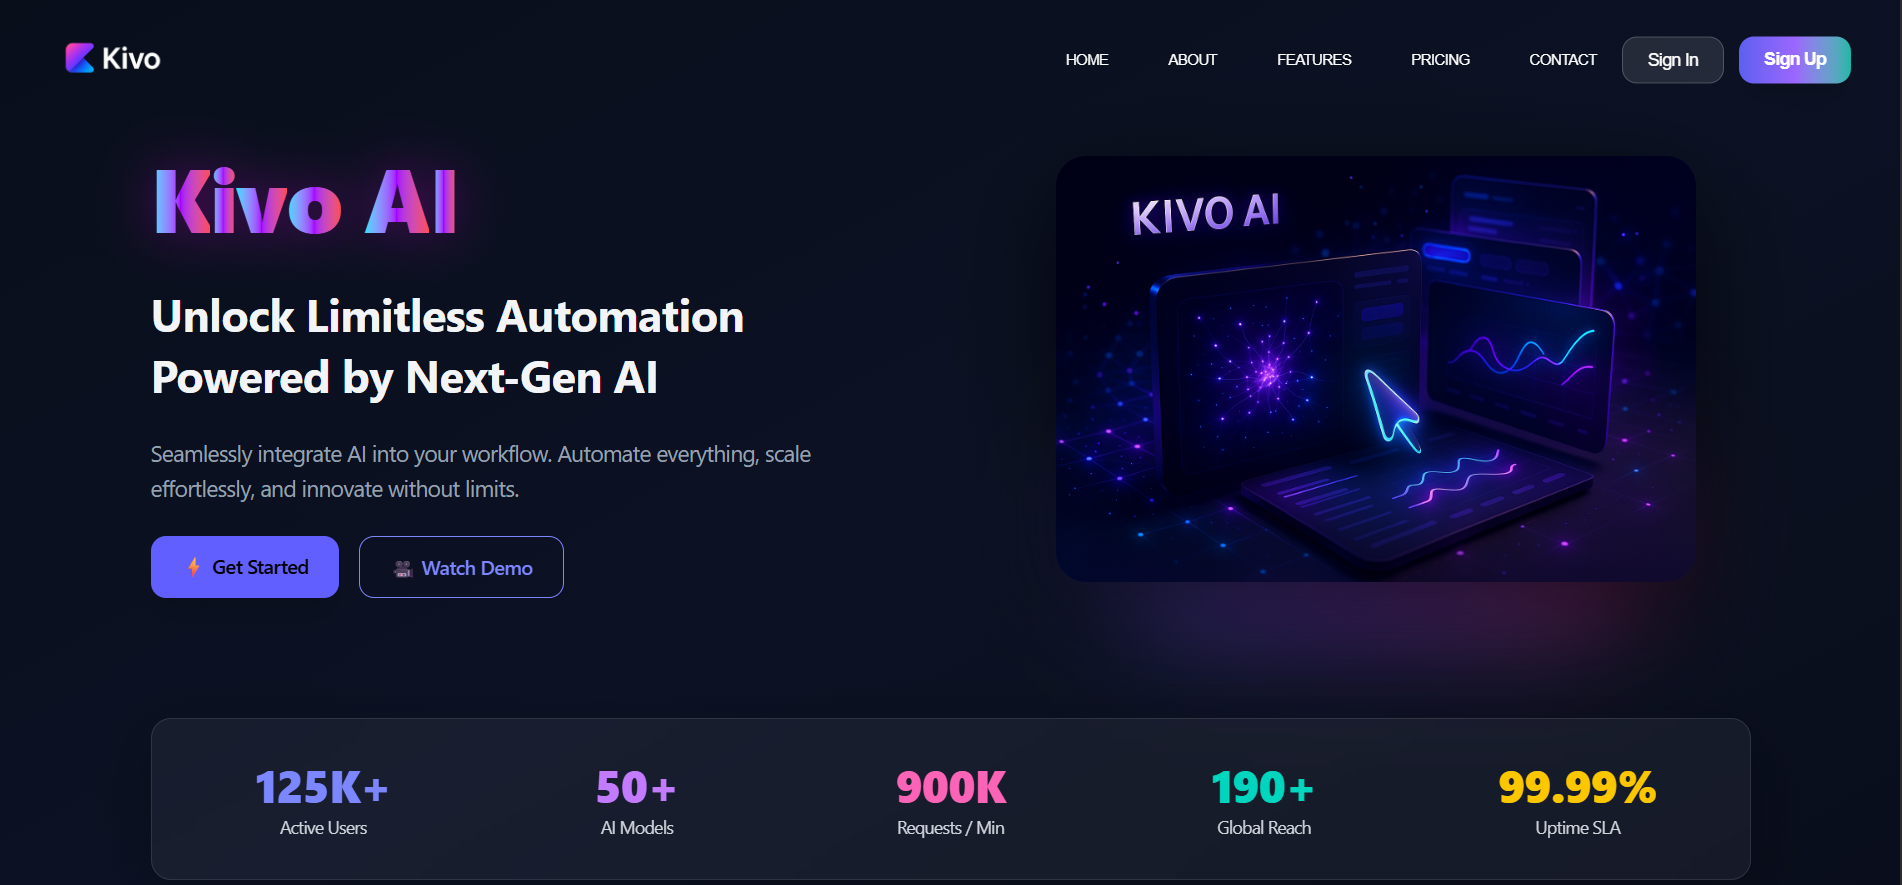 Kivo
HOME ABOUT FEATURES PRICING CONTACT Sign In Sign Up
Kivo AI
Unlock Limitless Automation
Powered by Next-Gen AI
Seamlessly integrate AI into your workflow. Automate everything, scale
effortlessly, and innovate without limits.
Get Started Watch Demo
KIVO AI
125K+ 50+ 900K 190+ 99.99%
Active Users AI Models Requests / Min Global Reach Uptime SLA